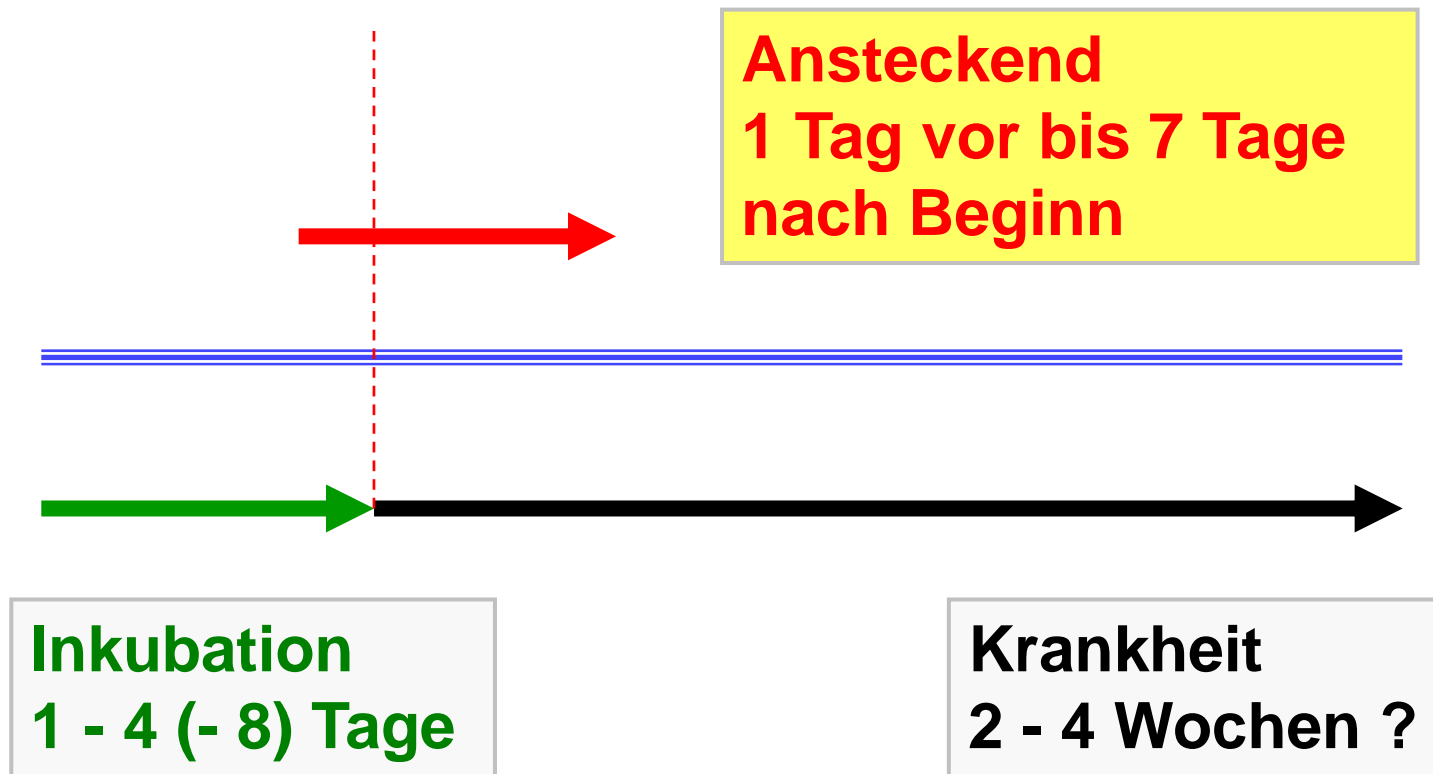 Ansteckend
1 Tag vor bis 7 Tage
nach Beginn
Inkubation
1 - 4 (- 8) Tage
Krankheit
2 - 4 Wochen ?